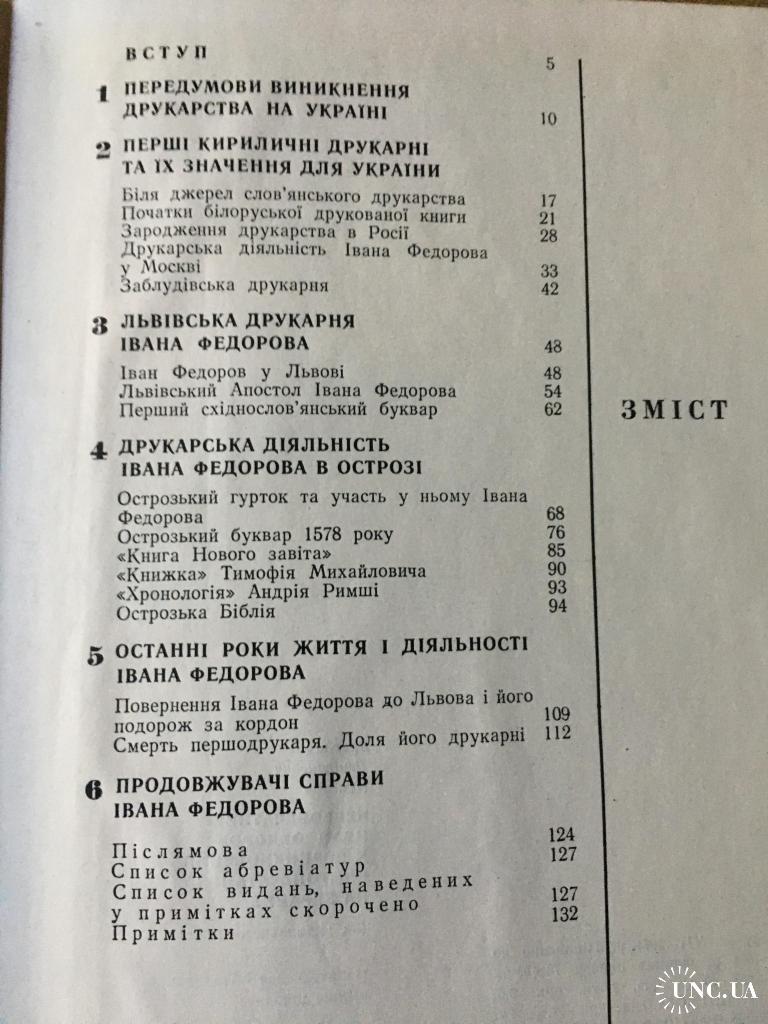 ВСТУП 5
1 ПЕРЕДУМОВИ ВИНИКНЕННЯ
ДРУКАРСТВА НА УКРАЇНІ 10
2 ПЕРШІ КИРИЛИЧНІ ДРУКАРНІ
ТА ЇХ ЗНАЧЕННЯ ДЛЯ УКРАЇНИ
Біля джерел слов'янського друкарства 17
Початки білоруської друкованої книги 21
Зародження друкарства в Росії 28
Друкарська діяльність Івана Федорова
у Москві 33
Заблудівська друкарня 42
3 ЛЬВІВСЬКА ДРУКАРНЯ
ІВАНА ФЕДОРОВА 48
Іван Федоров у Львові 48
Львівський Апостол Івана Федорова 54
Перший східнослов'янський буквар 62
ЗМІСТ
4 ДРУКАРСЬКА ДІЯЛЬНІСТЬ
ІВАНА ФЕДОРОВА В ОСТРОЗІ
Острозький гурток та участь у ньому Івана
Федорова 68
Острозький буквар 1578 року 76
«Книга Нового завіта» 85
«Книжка» Тимофія Михайловича 90
«Хронологія» Андрія Римші 93
Острозька Біблія 94
5 ОСТАННІ РОКИ ЖИТТЯ І ДІЯЛЬНОСТІ
ІВАНА ФЕДОРОВА
Повернення Івана Федорова до Львова і його
подорож за кордон 109
Смерть першодрукаря. Доля його друкарні 112
6 ПРОДОВЖУВАЧІ СПРАВИ
ІВАНА ФЕДОРОВА
Післямова 124
Список абревіатур 127
Список видань, наведених
у примітках скорочено 127
Примітки 132
UNC.UA